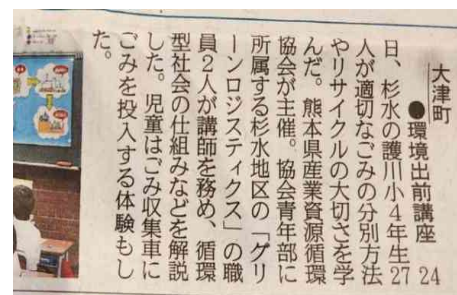 大津町
●環境出前講座
24
日、杉水の護川小4年生27
人が適切なごみの分別方法
やリサイクルの大切さを学
んだ。熊本県産業資源循環
協会が主催。協会青年部に
所属する杉水地区の「グリ
ーンロジスティクス」の職
員2人が講師を務め、循環
型社会の仕組みなどを解説
した。児童はごみ収集車に
ごみを投入する体験もし
た。